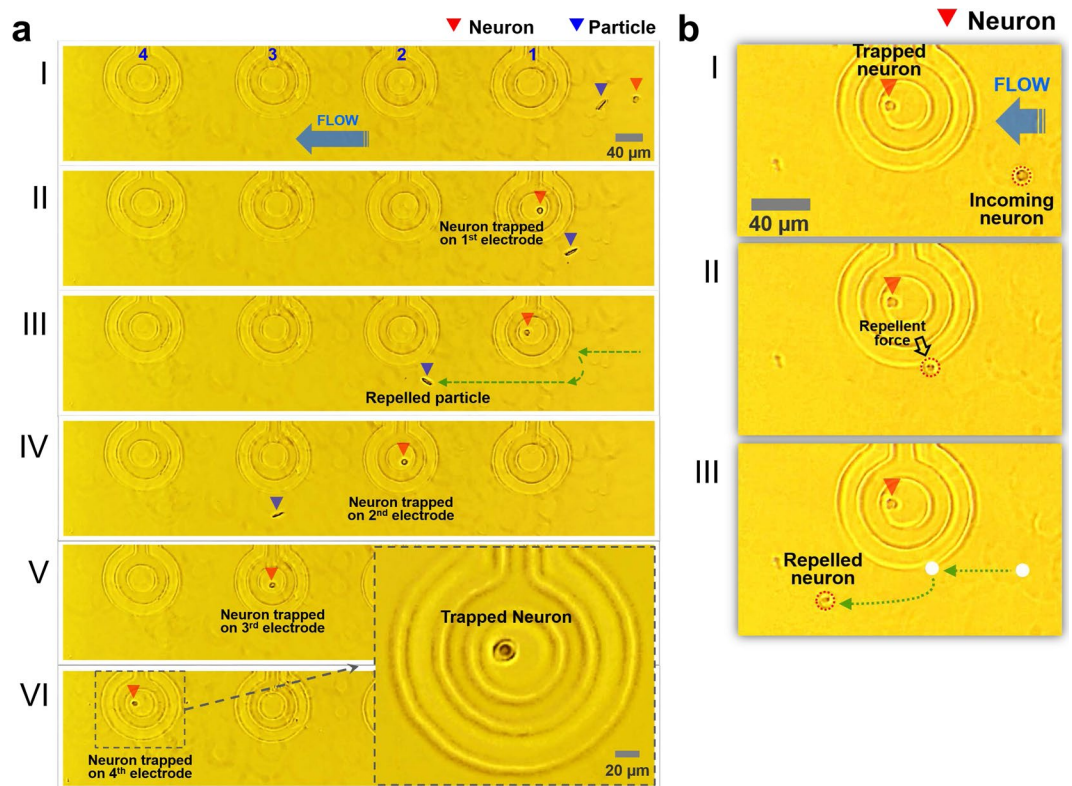 a
Neuron
Particle
I
4
3
2
1
FLOW
40 µm
II
Neuron trapped
on 1st electrode
III
Repelled particle
IV
Neuron trapped
on 2nd electrode
V
Neuron trapped
on 3rd electrode
VI
Neuron trapped
on 4th electrode
Trapped Neuron
20 µm
b
Neuron
I
Trapped
neuron
FLOW
Incoming
neuron
40 µm
II
Repellent
force
III
Repelled
neuron